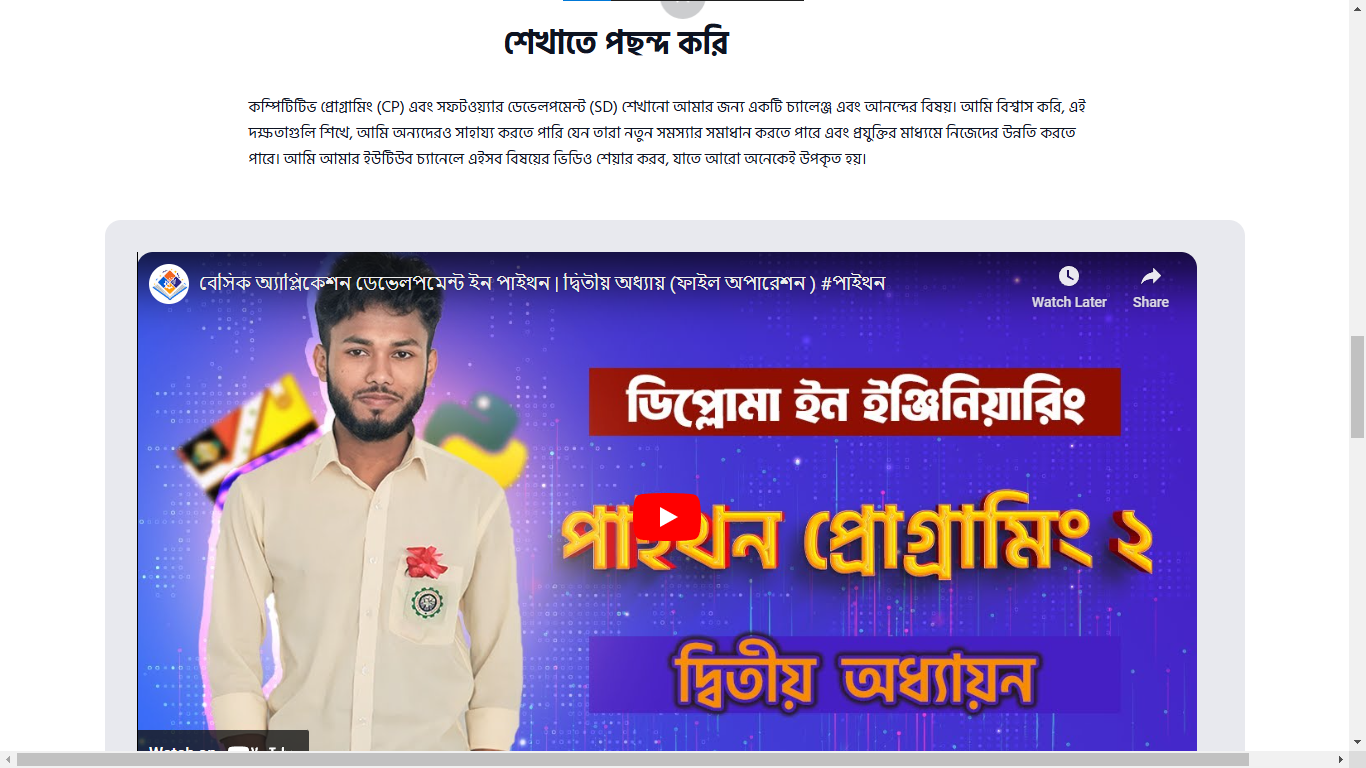 শেখাতে পছন্দ করি
কম্পিটিটিভ প্রোগ্রামিং (CP) এবং সফটওয়্যার ডেভেলপমেন্ট (SD) শেখানো আমার জন্য একটি চ্যালেঞ্জ এবং আনন্দের বিষয়। আমি বিশ্বাস করি, এই
দক্ষতাগুলি শিখে, আমি অন্যদেরও সাহায্য করতে পারি যেন তারা নতুন সমস্যার সমাধান করতে পারে এবং প্রযুক্তির মাধ্যমে নিজেদের উন্নতি করতে
পারে। আমি আমার ইউটিউব চ্যানেলে এইসব বিষয়ের ভিডিও শেয়ার করব, যাতে আরো অনেকেই উপকৃত হয়।
বেসিক অ্যাপ্লিকেশন ডেভেলপমেন্ট ইন পাইথন | দ্বিতীয় অধ্যায় (ফাইল অপারেশন ) #পাইথন
Watch Later
Share
ডিপ্লোমা ইন ইঞ্জিনিয়ারিং
পাইথন প্রোগ্রামিং ২
দ্বিতীয় অধ্যায়ন
Watch on YouTube